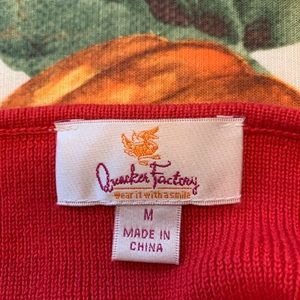 Quacker Factory
wear it with a smile
M
MADE IN
CHINA